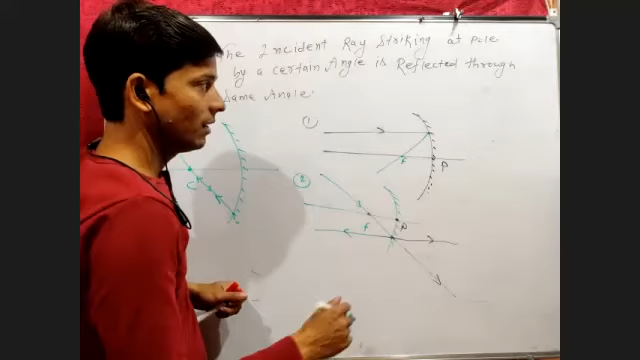 The Incident Ray Striking at Pole
by a certain Angle is Reflected through
same Angle.
①
F
P
②
C
F
P